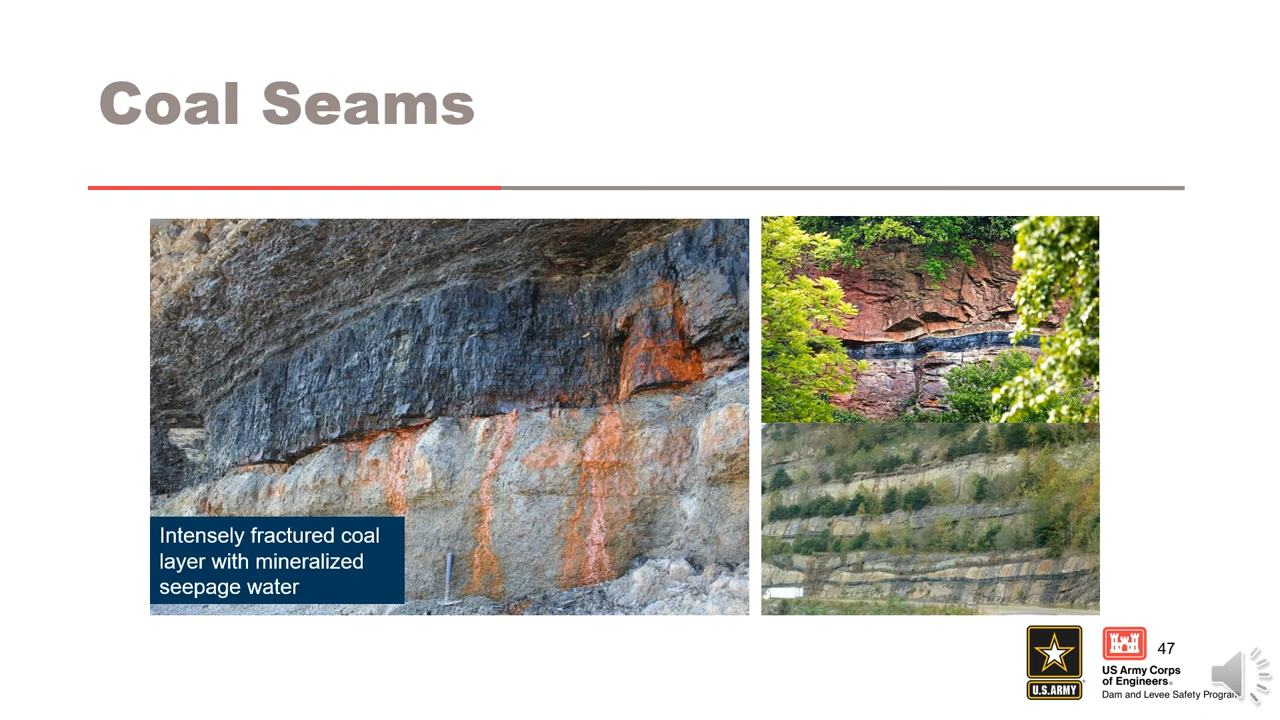 Coal Seams
Intensely fractured coal
layer with mineralized
seepage water
U.S.ARMY
47
US Army Corps
of Engineers®
Dam and Levee Safety Program